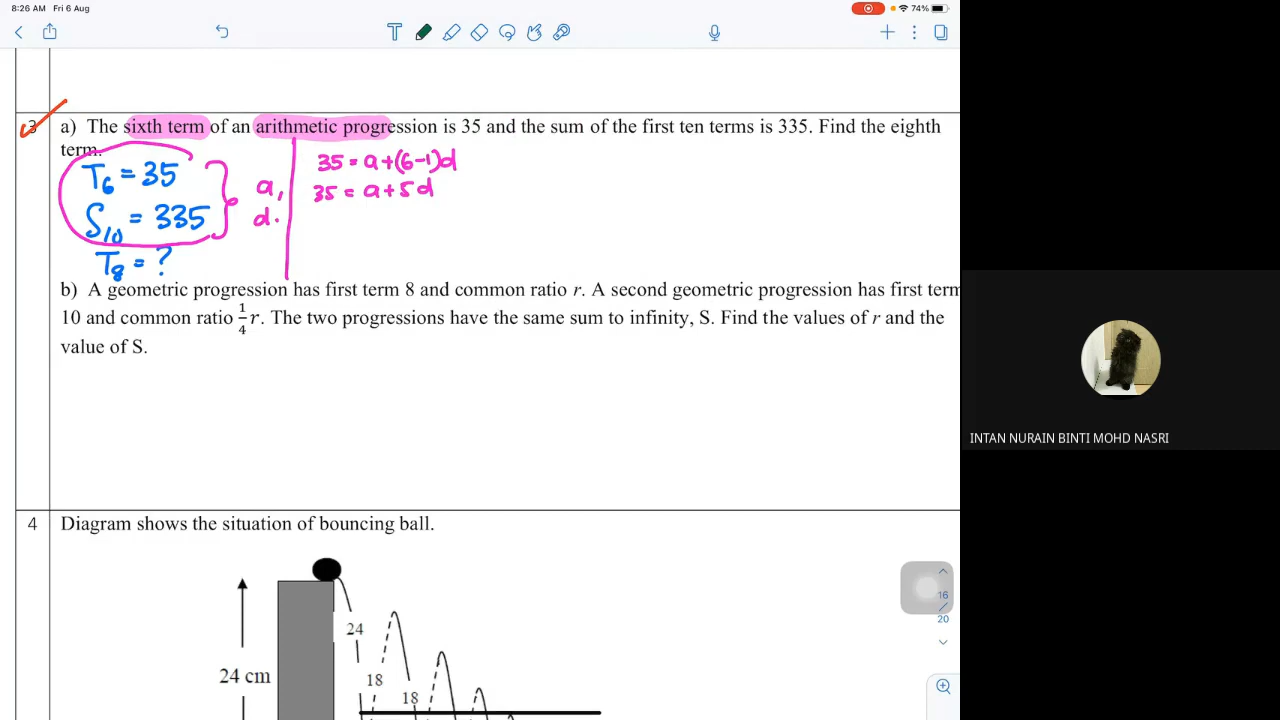 8:26 AM Fri 6 Aug
74%
T
3 a) The sixth term of an arithmetic progression is 35 and the sum of the first ten terms is 335. Find the eighth
term.
T6 = 35
S10 = 335
T8 = ?
a,
d.
35 = a+(6-1)d
35 = a+5d
b) A geometric progression has first term 8 and common ratio r. A second geometric progression has first term
10 and common ratio 1/4 r. The two progressions have the same sum to infinity, S. Find the values of r and the
value of S.
4 Diagram shows the situation of bouncing ball.
24
24 cm
18
18
16
/
20
INTAN NURAIN BINTI MOHD NASRI